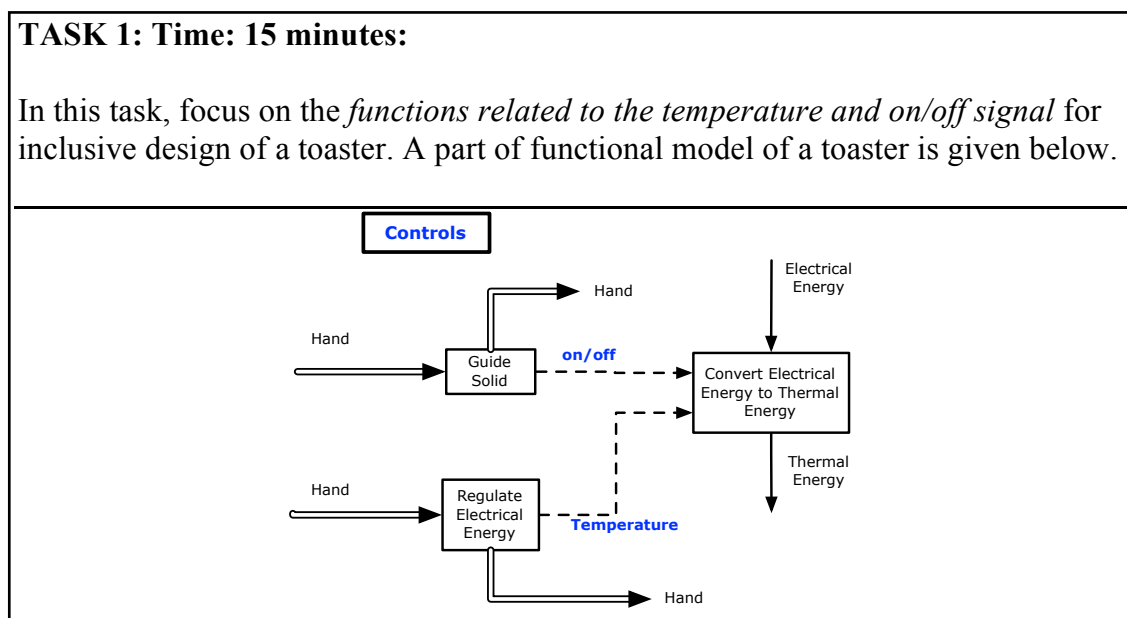 TASK 1: Time: 15 minutes:
In this task, focus on the functions related to the temperature and on/off signal for
inclusive design of a toaster. A part of functional model of a toaster is given below.
Controls
Electrical
Energy
Hand
Hand
Guide
Solid
on/off
Convert Electrical
Energy to Thermal
Energy
Thermal
Energy
Hand
Regulate
Electrical
Energy
Temperature
Hand